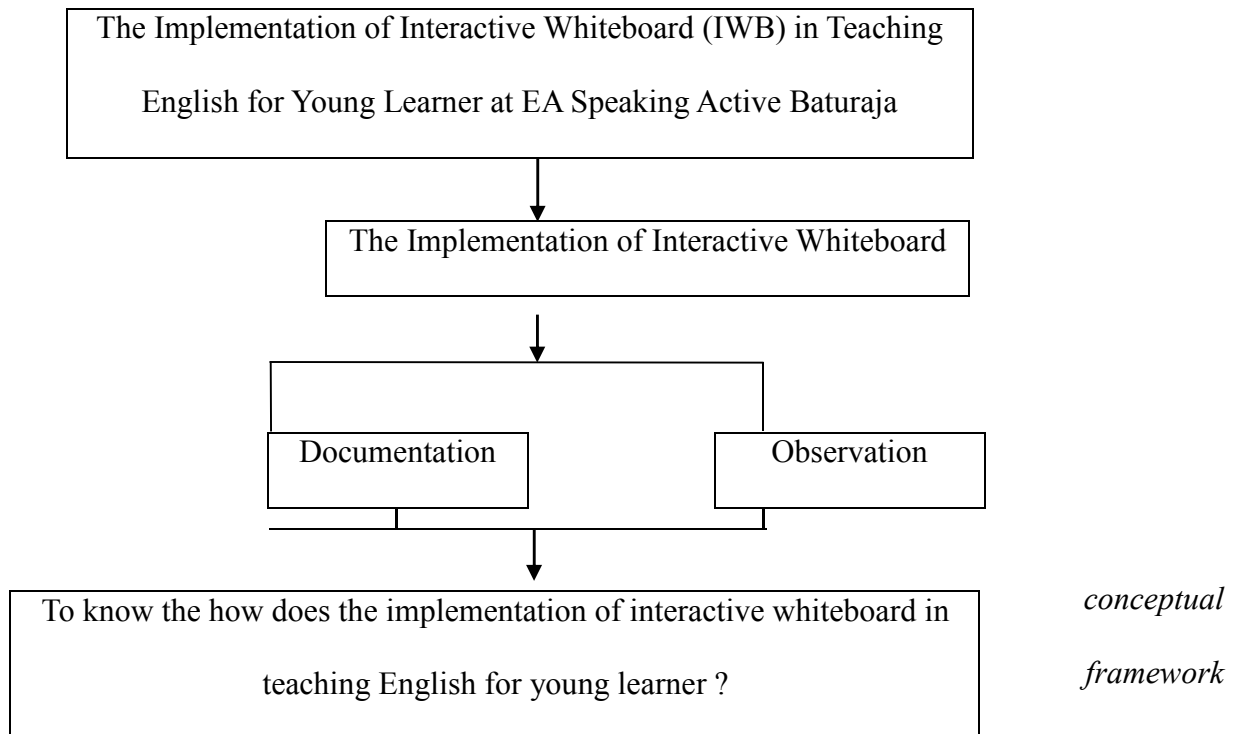 The Implementation of Interactive Whiteboard (IWB) in Teaching
English for Young Learner at EA Speaking Active Baturaja
The Implementation of Interactive Whiteboard
Documentation
Observation
To know the how does the implementation of interactive whiteboard in
teaching English for young learner ?
conceptual
framework